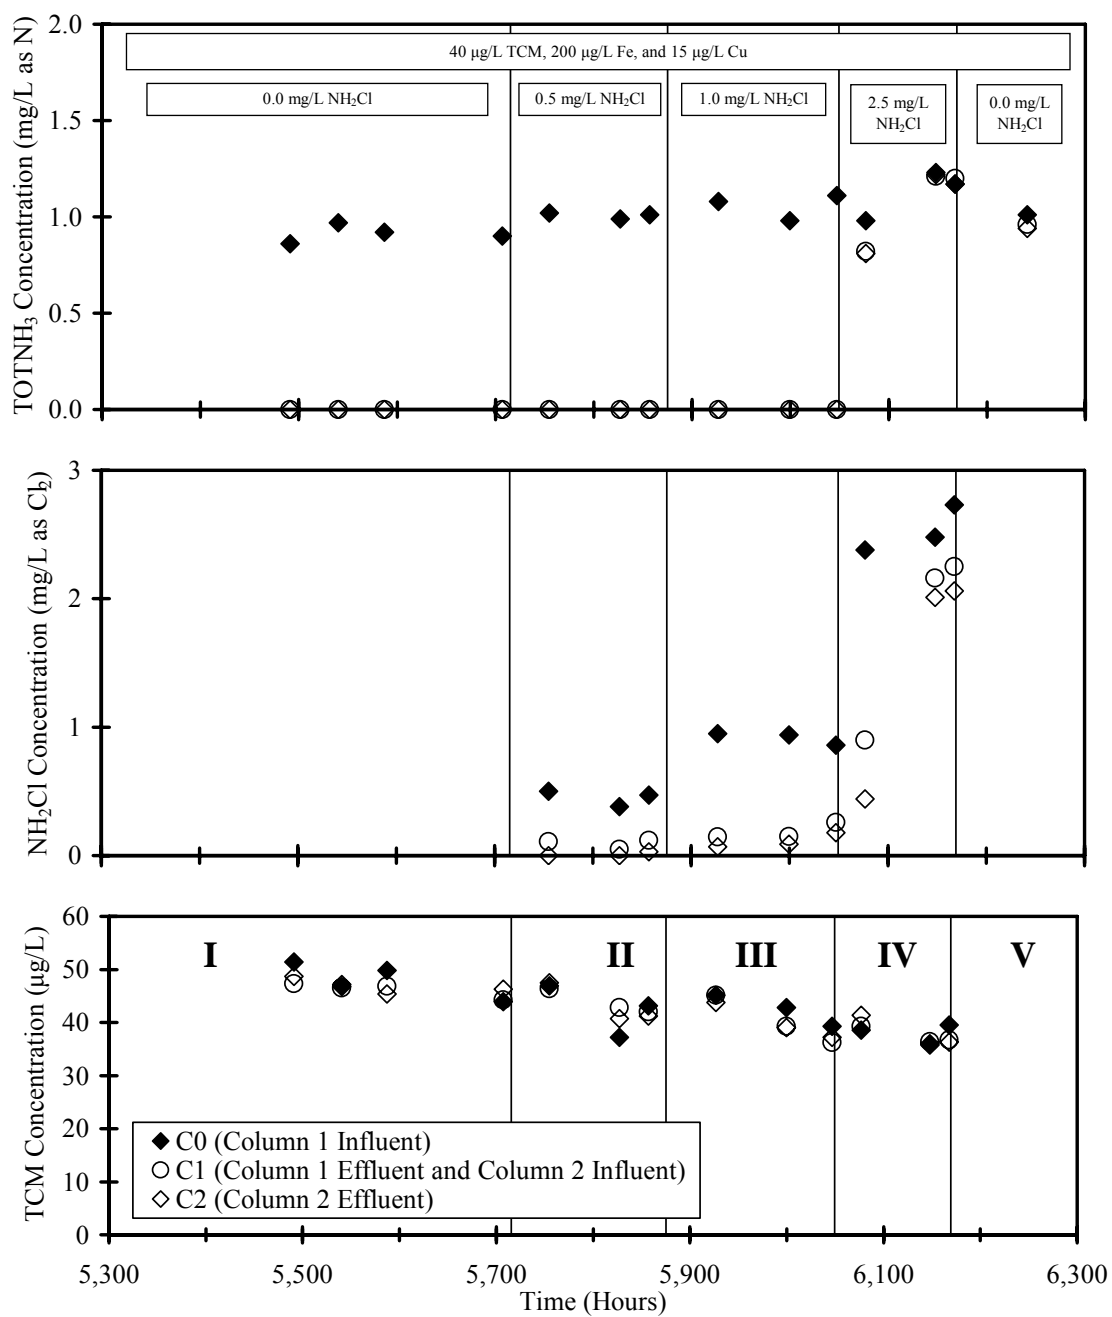 TOTNH₃ Concentration (mg/L as N)
2.0
1.5
1.0
0.5
0.0
40 µg/L TCM, 200 µg/L Fe, and 15 µg/L Cu
0.0 mg/L NH₂Cl
0.5 mg/L NH₂Cl
1.0 mg/L NH₂Cl
2.5 mg/L
NH₂Cl
0.0 mg/L
NH₂Cl
NH₂Cl Concentration (mg/L as Cl₂)
3
2
1
0
TCM Concentration (µg/L)
60
50
40
30
20
10
0
I
II
III
IV
V
C0 (Column 1 Influent)
C1 (Column 1 Effluent and Column 2 Influent)
C2 (Column 2 Effluent)
5,300
5,500
5,700
5,900
6,100
6,300
Time (Hours)